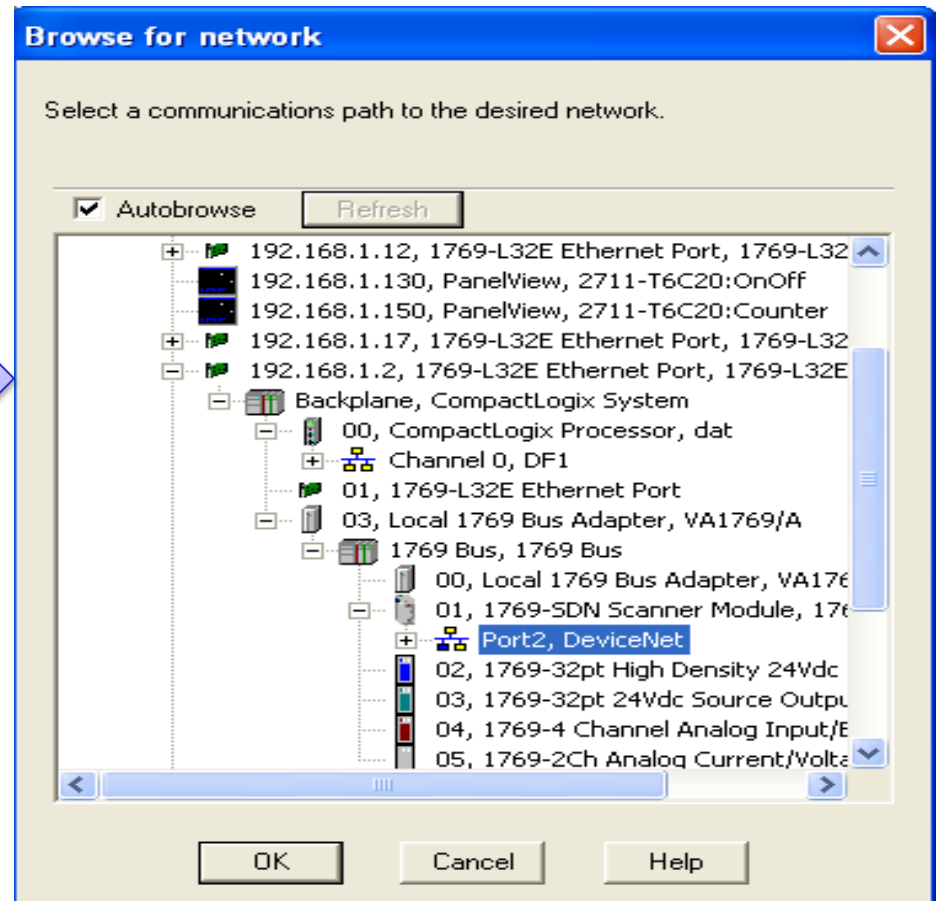 Browse for network
Select a communications path to the desired network.
Autobrowse Refresh
192.168.1.12, 1769-L32E Ethernet Port, 1769-L32
192.168.1.130, PanelView, 2711-T6C20:OnOff
192.168.1.150, PanelView, 2711-T6C20:Counter
192.168.1.17, 1769-L32E Ethernet Port, 1769-L32
192.168.1.2, 1769-L32E Ethernet Port, 1769-L32E
Backplane, CompactLogix System
00, CompactLogix Processor, dat
Channel 0, DF1
01, 1769-L32E Ethernet Port
03, Local 1769 Bus Adapter, VA1769/A
1769 Bus, 1769 Bus
00, Local 1769 Bus Adapter, VA176
01, 1769-SDN Scanner Module, 176
Port2, DeviceNet
02, 1769-32pt High Density 24Vdc
03, 1769-32pt 24Vdc Source Outpu
04, 1769-4 Channel Analog Input/E
05, 1769-2Ch Analog Current/Volta
OK Cancel Help